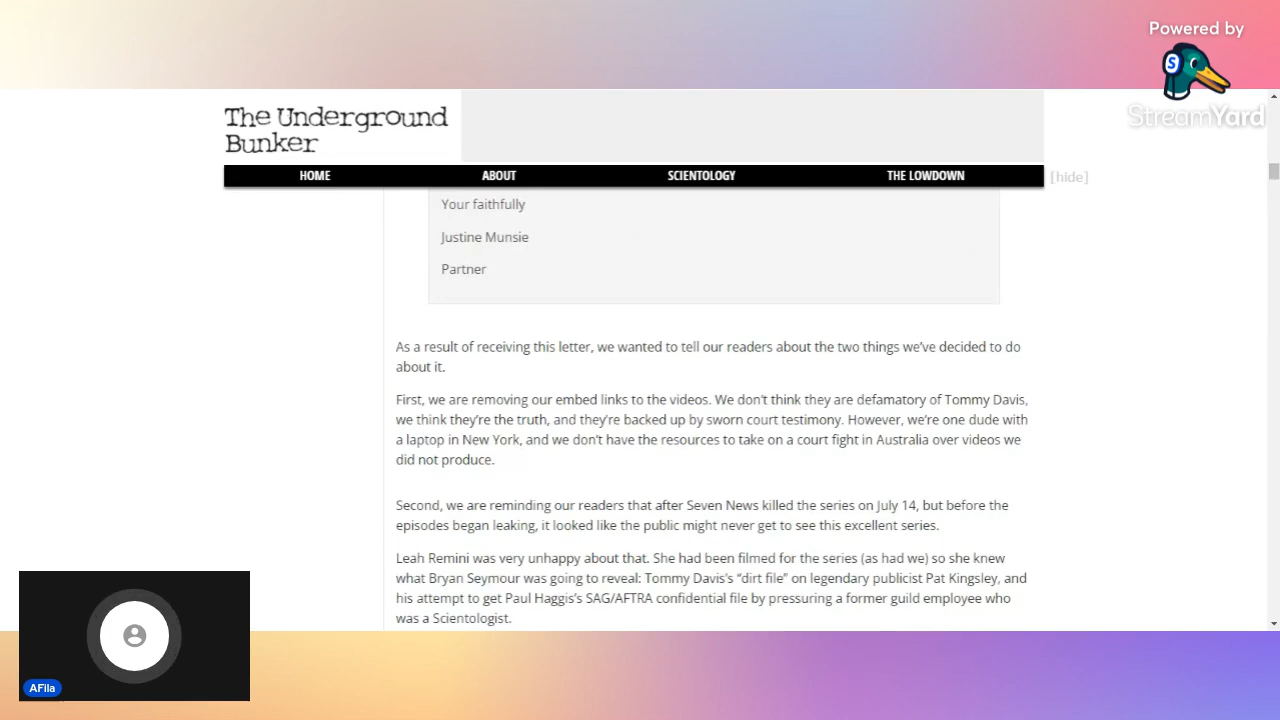 Powered by
S
StreamYard
The Underground
Bunker
HOME ABOUT SCIENTOLOGY THE LOWDOWN
[hide]
Your faithfully
Justine Munsie
Partner
As a result of receiving this letter, we wanted to tell our readers about the two things we've decided to do
about it.
First, we are removing our embed links to the videos. We don't think they are defamatory of Tommy Davis,
we think they're the truth, and they're backed up by sworn court testimony. However, we're one dude with
a laptop in New York, and we don't have the resources to take on a court fight in Australia over videos we
did not produce.
Second, we are reminding our readers that after Seven News killed the series on July 14, but before the
episodes began leaking, it looked like the public might never get to see this excellent series.
Leah Remini was very unhappy about that. She had been filmed for the series (as had we) so she knew
what Bryan Seymour was going to reveal: Tommy Davis's “dirt file” on legendary publicist Pat Kingsley, and
his attempt to get Paul Haggis's SAG/AFTRA confidential file by pressuring a former guild employee who
was a Scientologist.
AFila